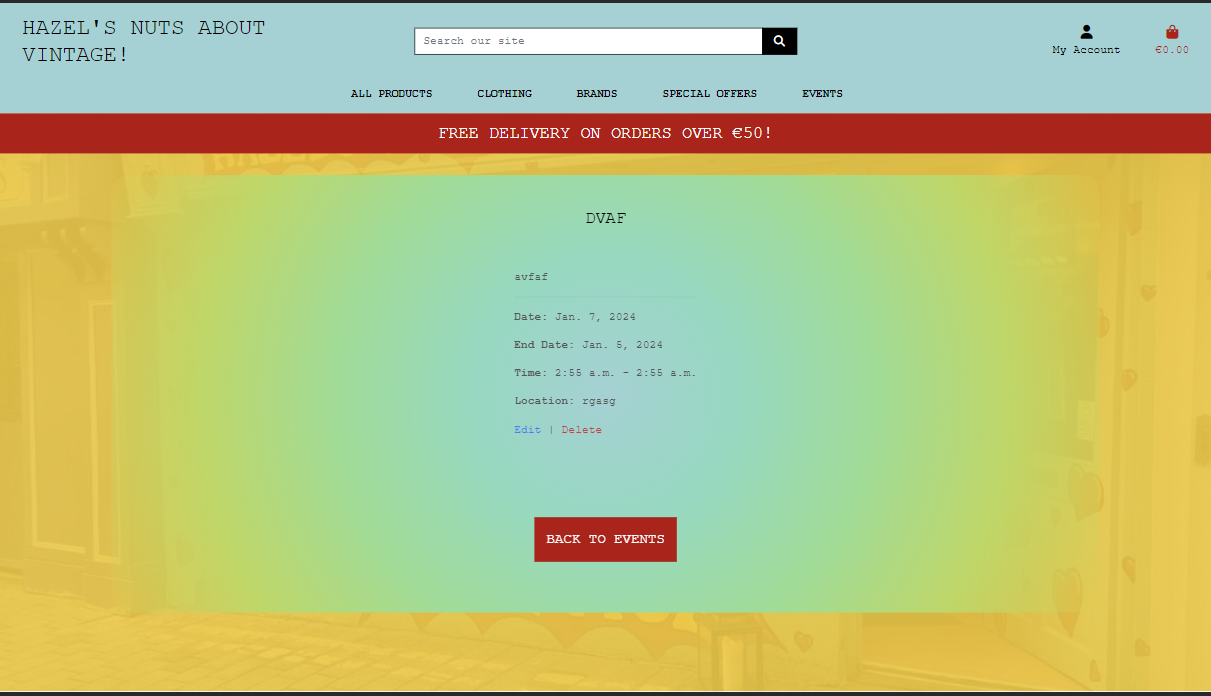 HAZEL'S NUTS ABOUT
VINTAGE!
Search our site
My Account
€0.00
ALL PRODUCTS CLOTHING BRANDS SPECIAL OFFERS EVENTS
FREE DELIVERY ON ORDERS OVER €50!
DVAF
avfaf
Date: Jan. 7, 2024
End Date: Jan. 5, 2024
Time: 2:55 a.m. - 2:55 a.m.
Location: rgasg
Edit | Delete
BACK TO EVENTS